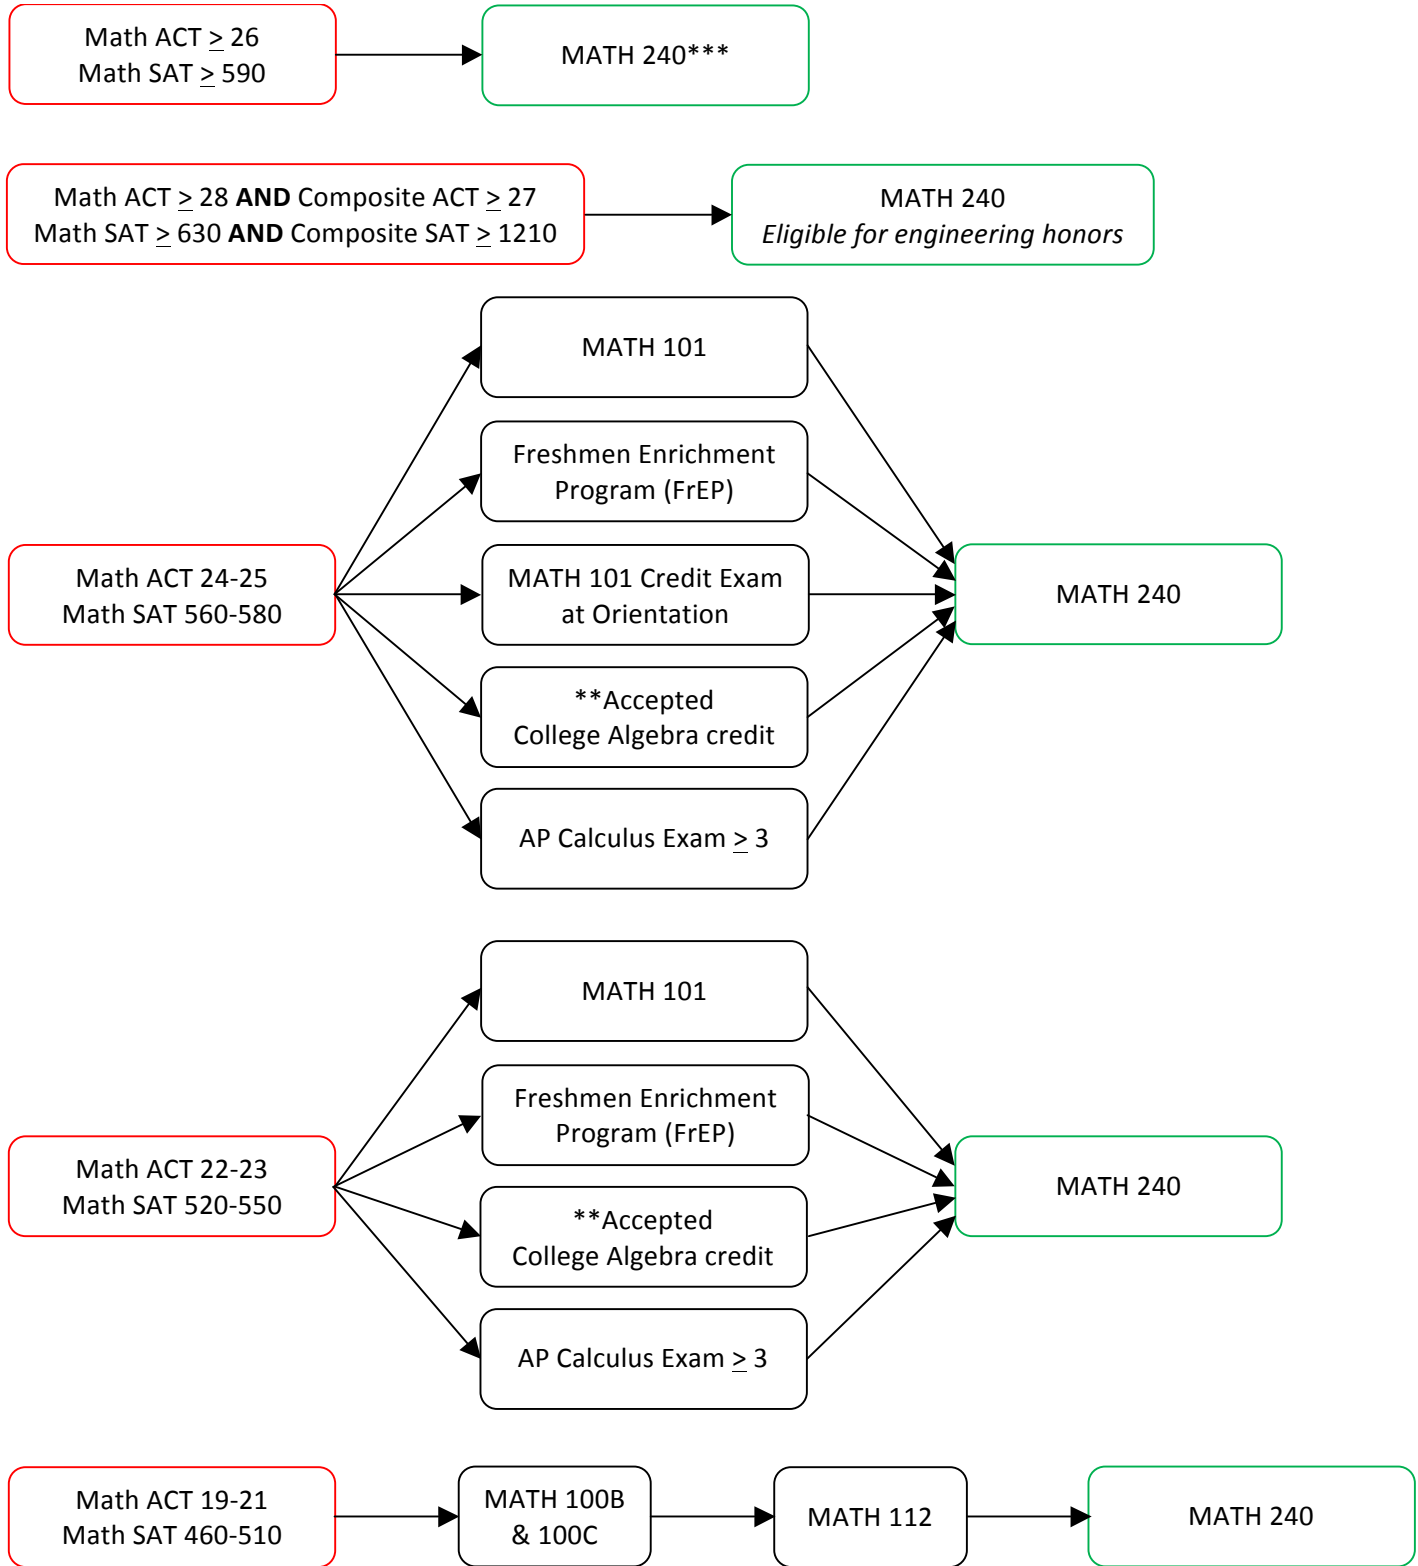 Math ACT ≥ 26
Math SAT ≥ 590
MATH 240***
Math ACT ≥ 28 AND Composite ACT ≥ 27
Math SAT ≥ 630 AND Composite SAT ≥ 1210
MATH 240
Eligible for engineering honors
Math ACT 24-25
Math SAT 560-580
MATH 101
Freshmen Enrichment
Program (FrEP)
MATH 101 Credit Exam
at Orientation
**Accepted
College Algebra credit
AP Calculus Exam ≥ 3
MATH 240
Math ACT 22-23
Math SAT 520-550
MATH 101
Freshmen Enrichment
Program (FrEP)
**Accepted
College Algebra credit
AP Calculus Exam ≥ 3
MATH 240
Math ACT 19-21
Math SAT 460-510
MATH 100B
& 100C
MATH 112
MATH 240